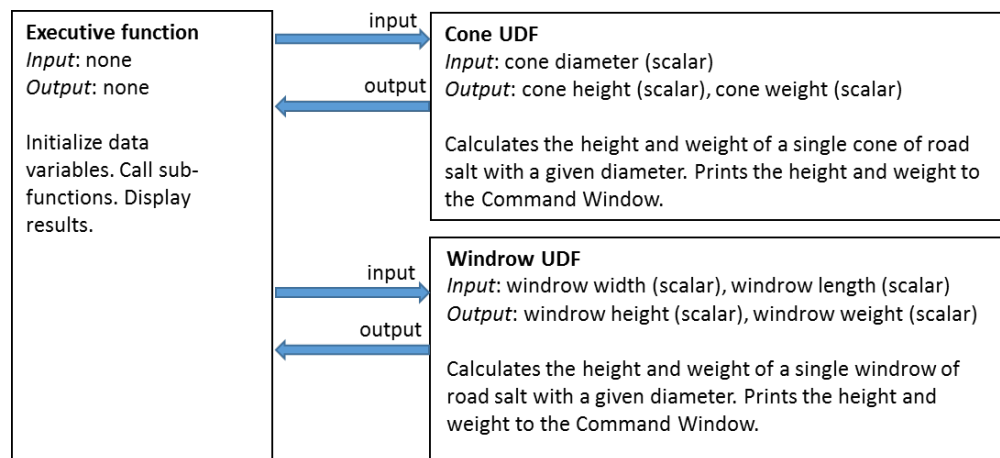 Executive function
Input: none
Output: none
Initialize data
variables. Call sub-
functions. Display
results.
input
output
Cone UDF
Input: cone diameter (scalar)
Output: cone height (scalar), cone weight (scalar)
Calculates the height and weight of a single cone of road
salt with a given diameter. Prints the height and weight to
the Command Window.
input
output
Windrow UDF
Input: windrow width (scalar), windrow length (scalar)
Output: windrow height (scalar), windrow weight (scalar)
Calculates the height and weight of a single windrow of
road salt with a given diameter. Prints the height and
weight to the Command Window.